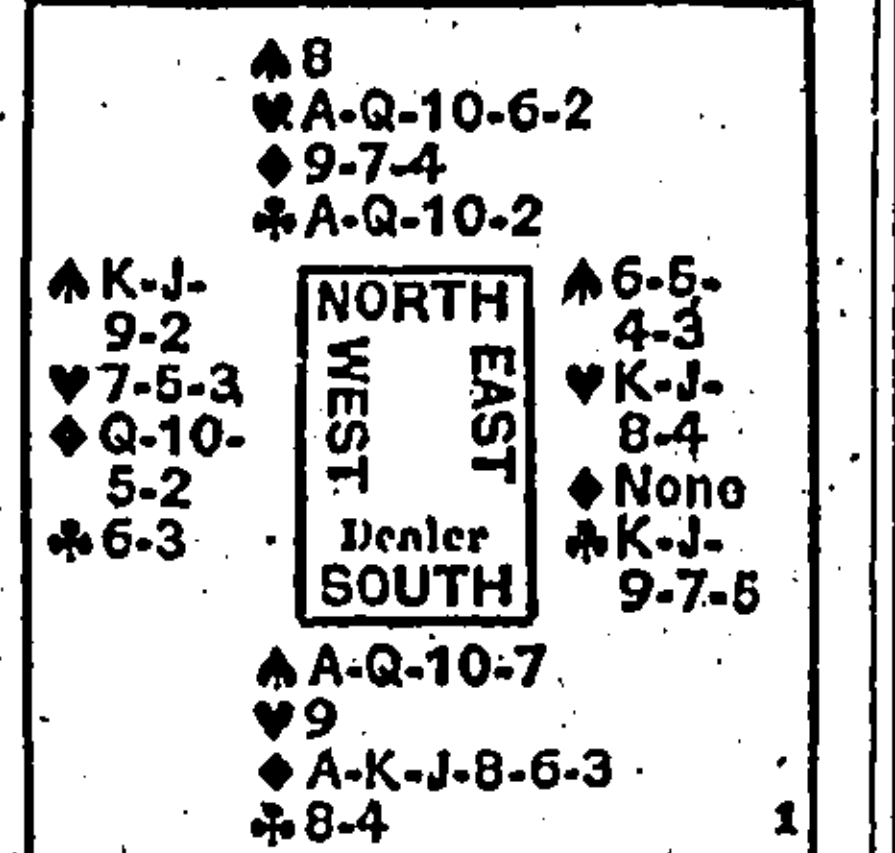 ♠ 8
♥ A-Q-10-6-2
♦ 9-7-4
♣ A-Q-10-2
♠ K-J-
9-2
♥ 7-5-3
♦ Q-10-
5-2
♣ 6-3
NORTH
WEST
EAST
Dealer
SOUTH
♠ 6-5-
4-3
♥ K-J-
8-4
♦ None
♣ K-J-
9-7-5
♠ A-Q-10-7
♥ 9
♦ A-K-J-8-6-3
♣ 8-4
1